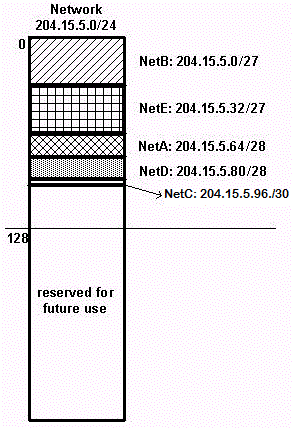 Network
204.15.5.0/24
0
NetB: 204.15.5.0/27
NetE: 204.15.5.32/27
NetA: 204.15.5.64/28
NetD: 204.15.5.80/28
NetC: 204.15.5.96./30
128
reserved for
future use